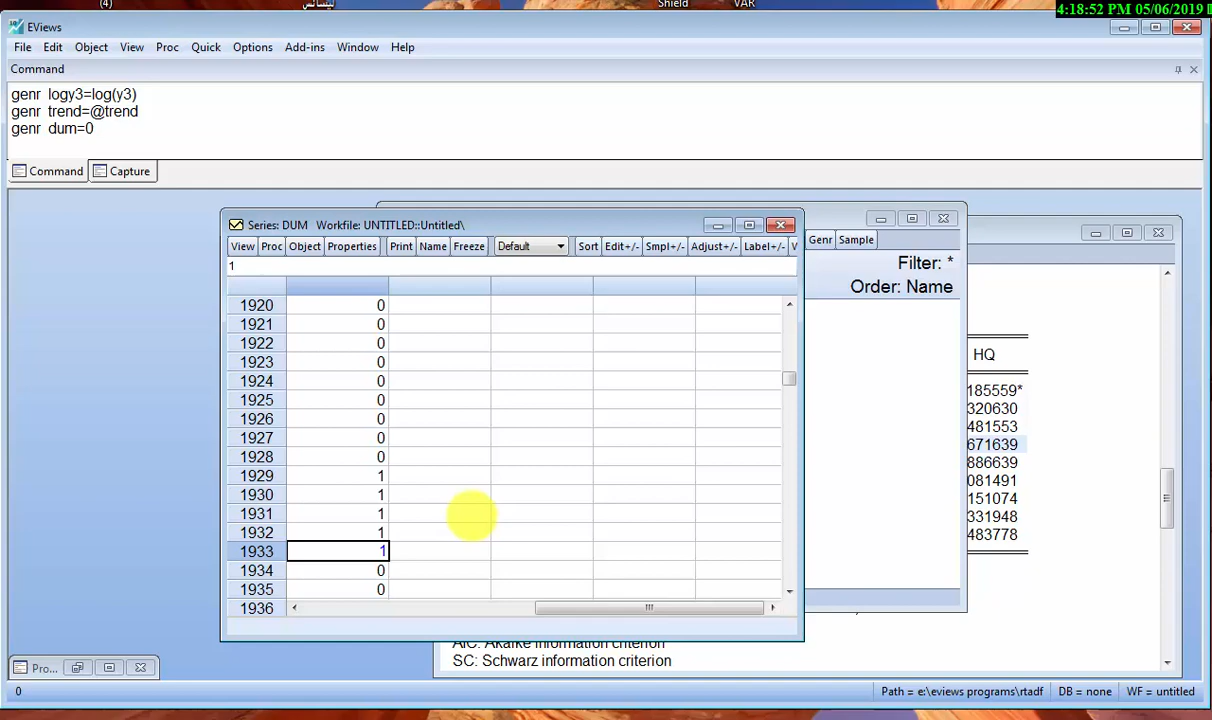 (4)
ليسانس
Shield
VAR
4:18:52 PM 05/06/2019
EViews
File Edit Object View Proc Quick Options Add-ins Window Help
Command
genr logy3=log(y3)
genr trend=@trend
genr dum=0
Command Capture
Series: DUM Workfile: UNTITLED::Untitled\
View Proc Object Properties Print Name Freeze Default Sort Edit+/- Smpl+/- Adjust+/- Label+/- Genr Sample
1
Filter: *
Order: Name
1920 0
1921 0
1922 0
1923 0
1924 0
1925 0
1926 0
1927 0
1928 0
1929 1
1930 1
1931 1
1932 1
1933 1
1934 0
1935 0
1936
HQ
185559*
320630
481553
671639
886639
081491
151074
331948
483778
AIC: Akaike information criterion
SC: Schwarz information criterion
Pro...
0
Path = e:\eviews programs\rtadf DB = none WF = untitled